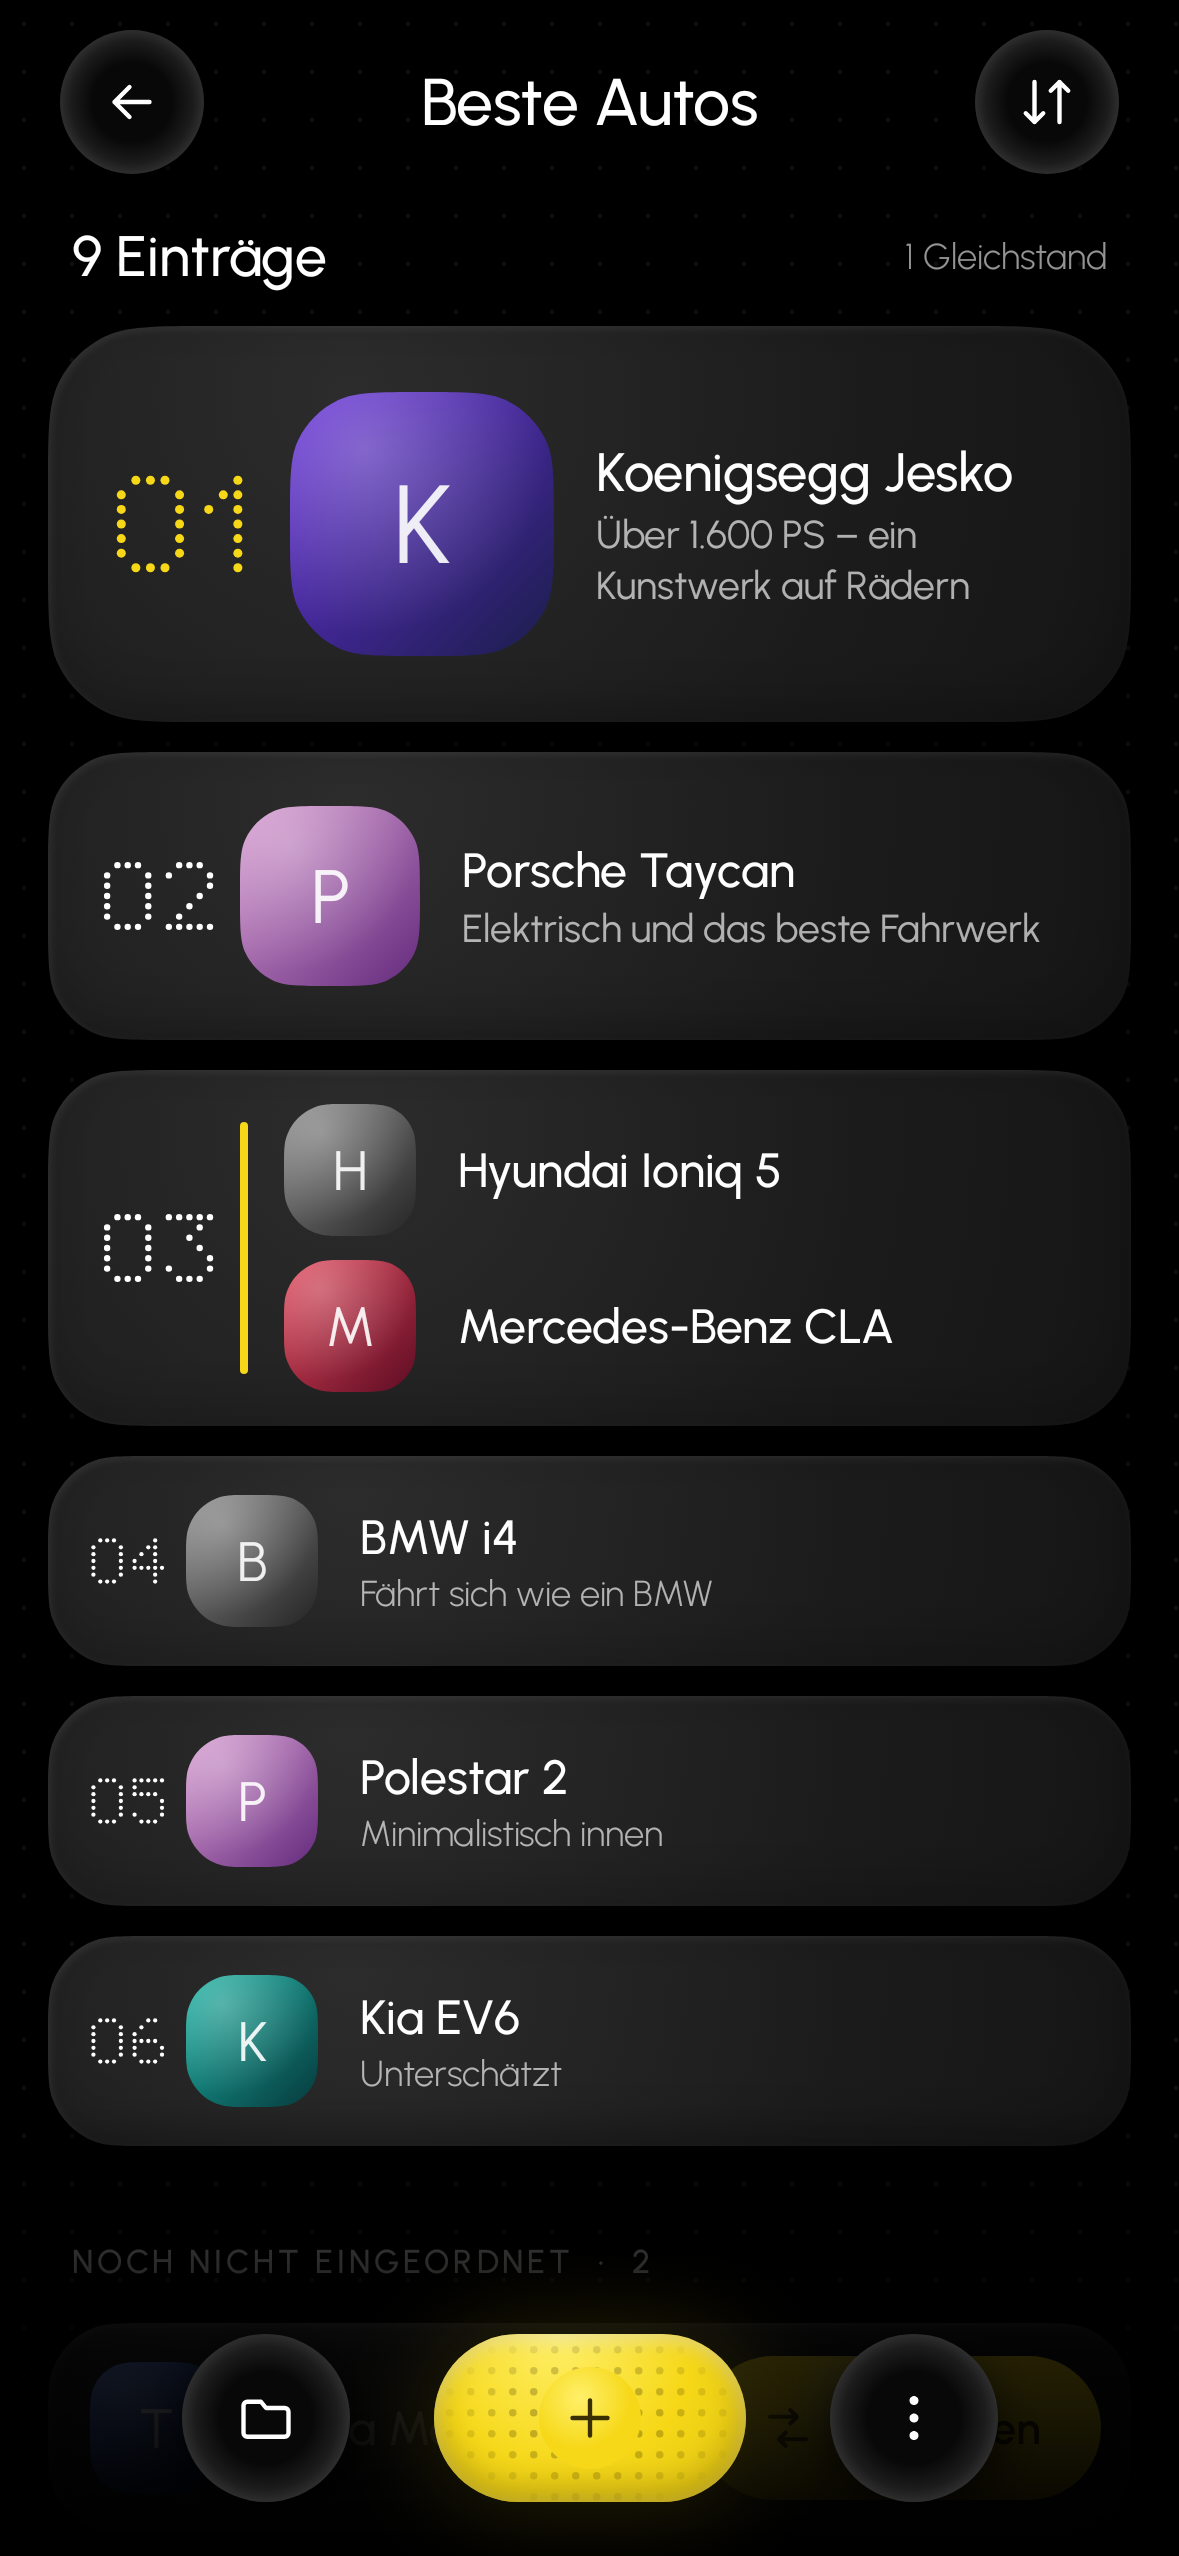 Beste Autos
9 Einträge
1 Gleichstand
01
K
Koenigsegg Jesko
Über 1.600 PS – ein
Kunstwerk auf Rädern
02
P
Porsche Taycan
Elektrisch und das beste Fahrwerk
03
H
Hyundai Ioniq 5
M
Mercedes-Benz CLA
04
B
BMW i4
Fährt sich wie ein BMW
05
P
Polestar 2
Minimalistisch innen
06
K
Kia EV6
Unterschätzt
NOCH NICHT EINGEORDNET · 2
T